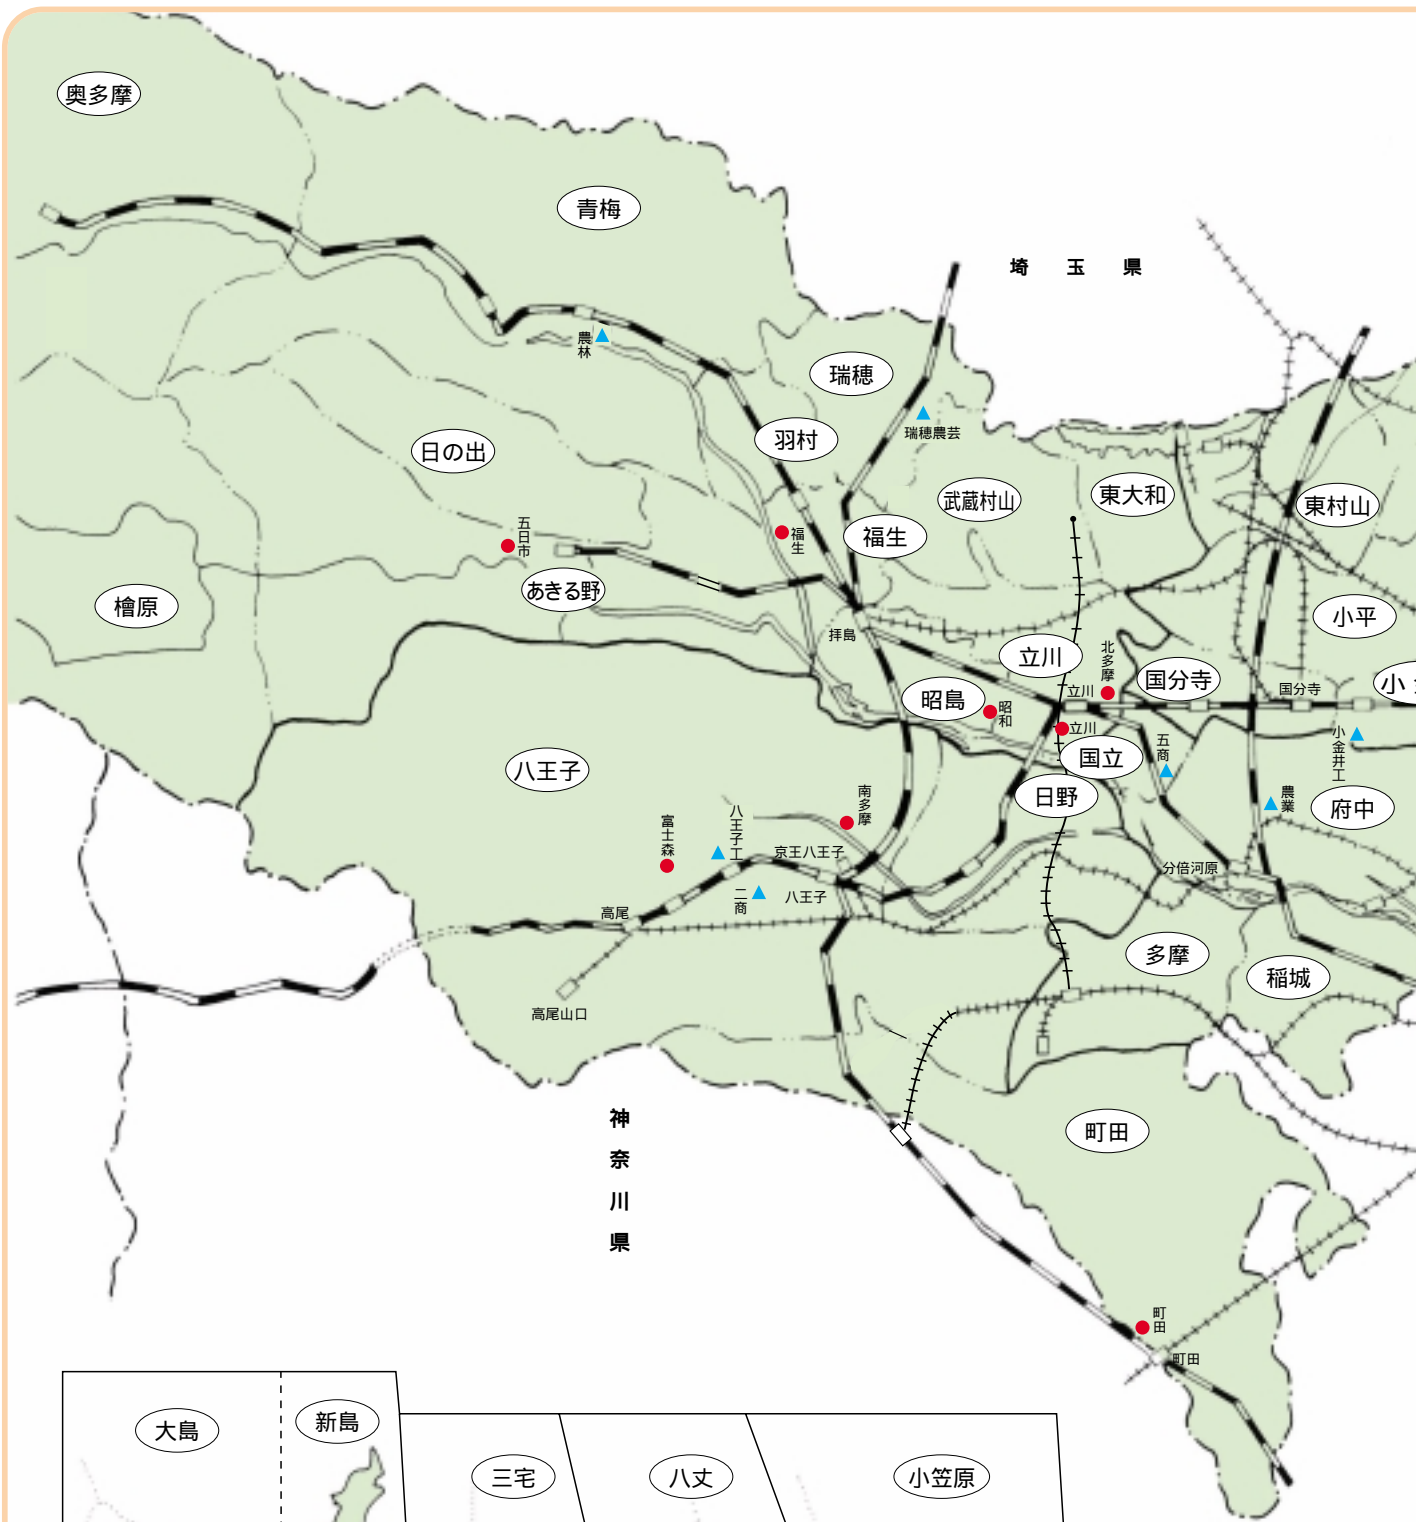 奥多摩
青梅
埼玉県
農林
瑞穂
瑞穂農芸
羽村
日の出
武蔵村山
東大和
東村山
福生
福生
五日市
あきる野
檜原
小平
拝島
立川
北多摩
国分寺
国分寺
立川
昭島
昭和
立川
小
小金井工
五商
国立
八王子
日野
農業
府中
南多摩
八王子工
富士森
京王八王子
分倍河原
二商
八王子
高尾
多摩
稲城
高尾山口
神奈川県
町田
町田
町田
大島
新島
三宅
八丈
小笠原